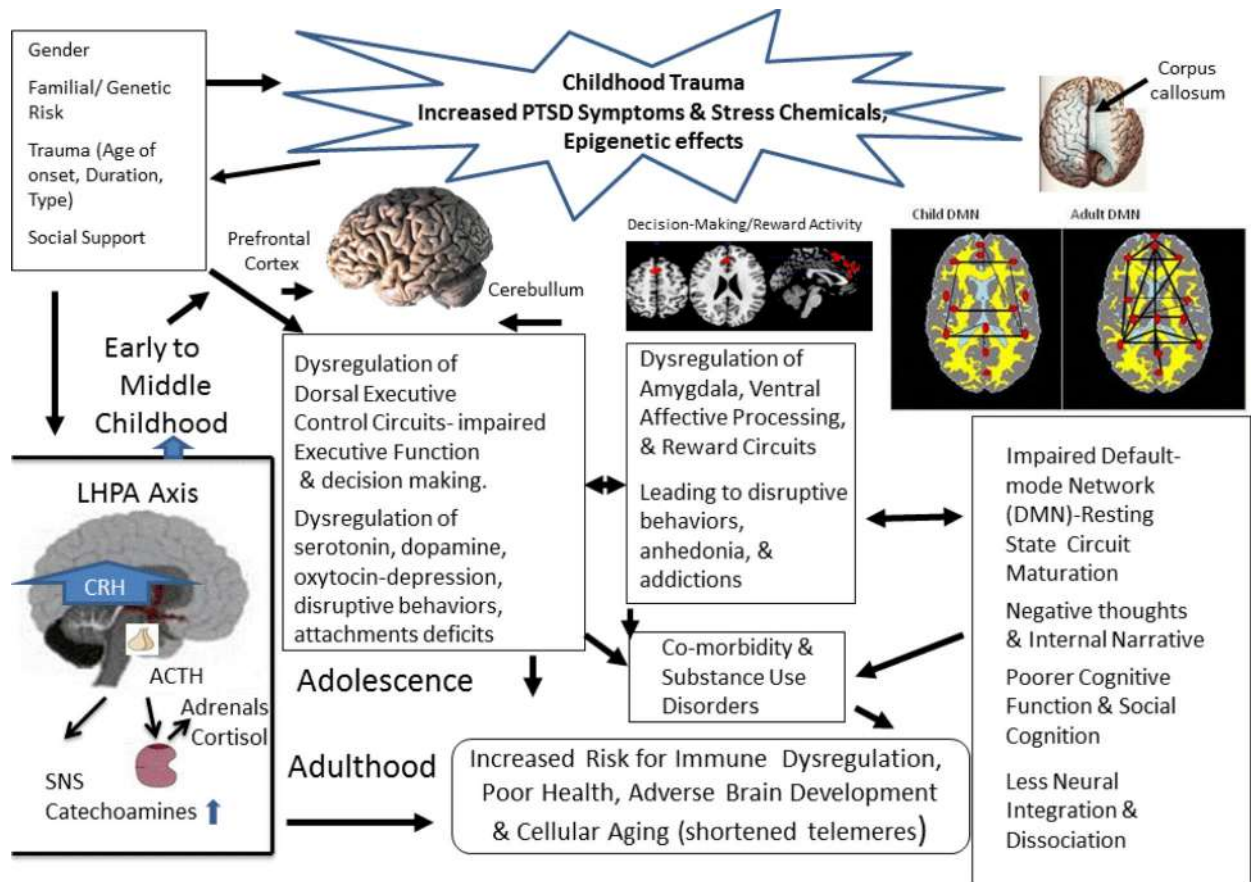 Gender
Familial/ Genetic
Risk
Trauma (Age of
onset, Duration,
Type)
Social Support
Childhood Trauma
Increased PTSD Symptoms & Stress Chemicals,
Epigenetic effects
Corpus
callosum
Prefrontal
Cortex
Cerebullum
Decision-Making/Reward Activity
Child DMN
Adult DMN
Early to
Middle
Childhood
Dysregulation of
Dorsal Executive
Control Circuits- impaired
Executive Function
& decision making.
Dysregulation of
serotonin, dopamine,
oxytocin-depression,
disruptive behaviors,
attachments deficits
Dysregulation of
Amygdala, Ventral
Affective Processing,
& Reward Circuits
Leading to disruptive
behaviors,
anhedonia, &
addictions
Impaired Default-
mode Network
(DMN)-Resting
State Circuit
Maturation
Negative thoughts
& Internal Narrative
Poorer Cognitive
Function & Social
Cognition
Less Neural
Integration &
Dissociation
LHPA Axis
CRH
ACTH
Adrenals
Cortisol
SNS
Catechoamines
Adolescence
Co-morbidity &
Substance Use
Disorders
Adulthood
Increased Risk for Immune Dysregulation,
Poor Health, Adverse Brain Development
& Cellular Aging (shortened telemeres)